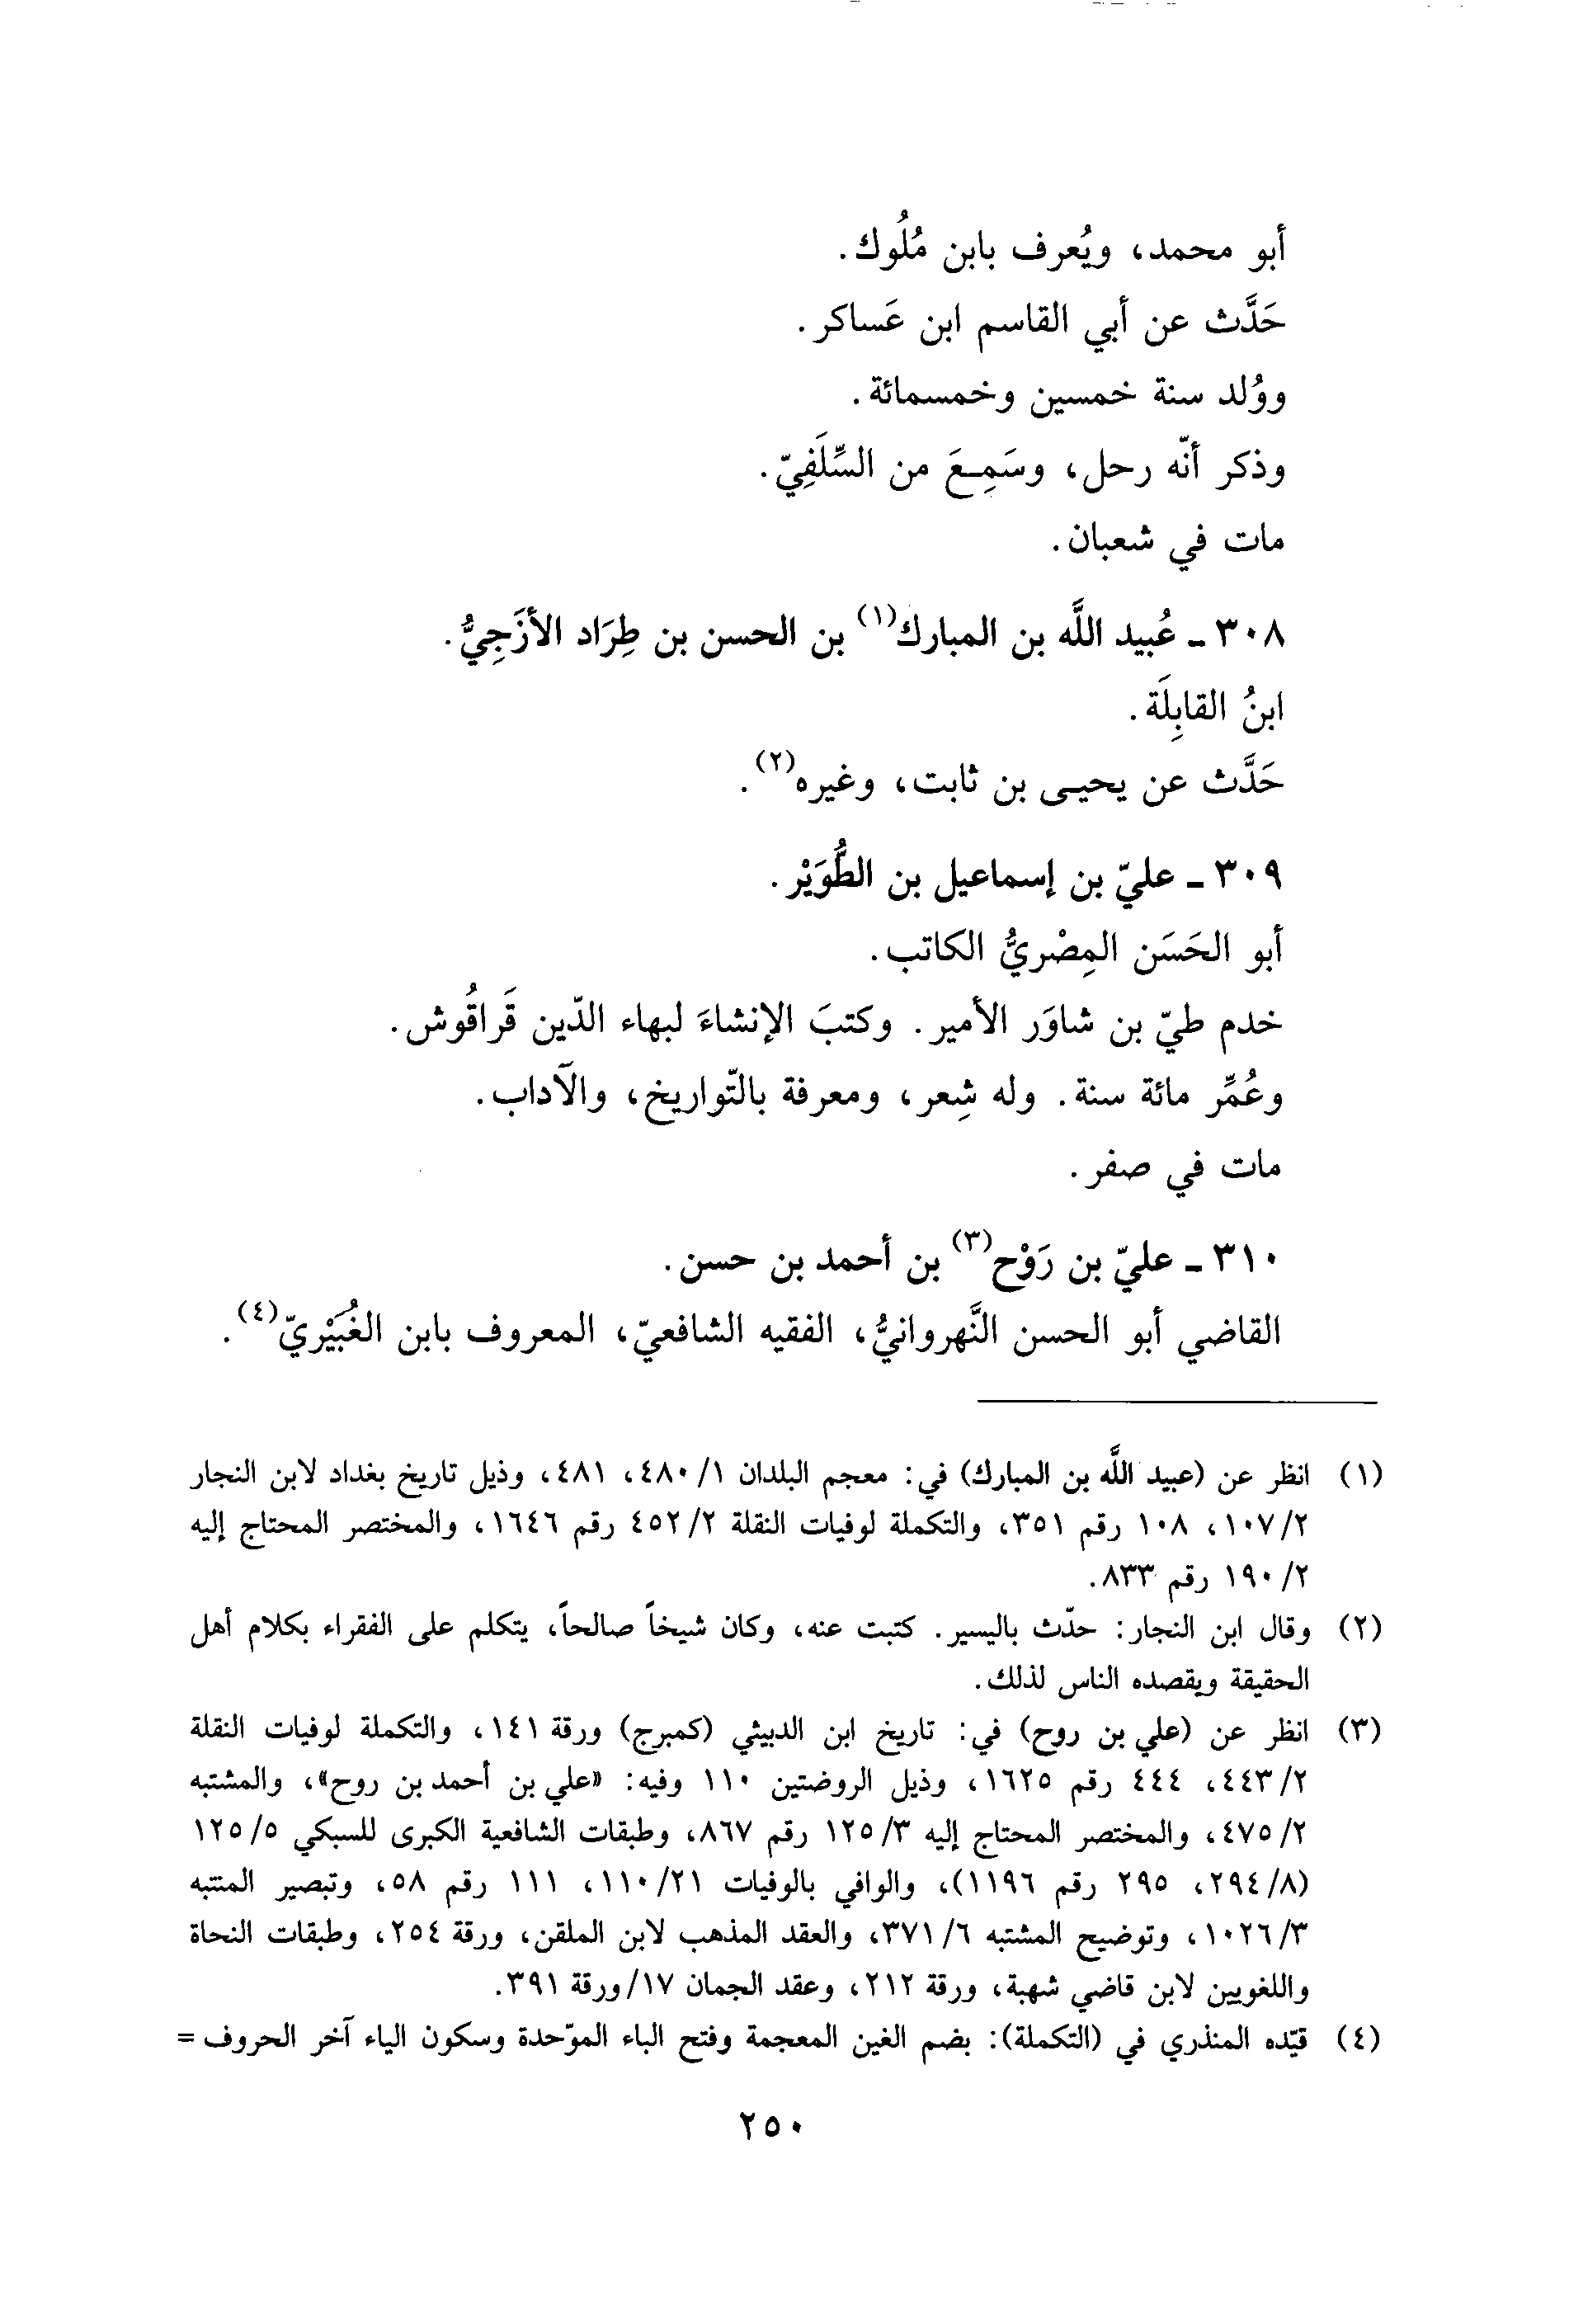 أبو محمد، ويُعرف بابن مُلُوك.
حَدَّث عن أبي القاسم ابن عَساكر.
ووُلد سنة خمسين وخمسمائة.
وذكر أنّه رحل، وسَمِعَ من السِّلَفِيّ.
مات في شعبان.
٣٠٨ ـ عُبيد اللَّه بن المبارك(١) بن الحسن بن طِرَاد الأزَجِيُّ.
ابنُ القابِلَة.
حَدَّث عن يحيى بن ثابت، وغيره(٢).
٣٠٩ ـ عليّ بن إسماعيل بن الطُّوَيْر.
أبو الحَسَن المِصْريُّ الكاتب.
خدم طيّ بن شاوَر الأمير. وكتبَ الإنشاءَ لبهاء الدّين قَراقُوش.
وعُمِّر مائة سنة. وله شِعر، ومعرفة بالتّواريخ، والآداب.
مات في صفر.
٣١٠ ـ عليّ بن رَوْح(٣) بن أحمد بن حسن.
القاضي أبو الحسن النَّهروانيُّ، الفقيه الشافعيّ، المعروف بابن الغُبَيْريّ(٤).
(١) انظر عن (عبيد اللَّه بن المبارك) في: معجم البلدان ١/ ٤٨٠، ٤٨١، وذيل تاريخ بغداد لابن النجار
٢/ ١٠٧، ١٠٨ رقم ٣٥١، والتكملة لوفيات النقلة ٢/ ٤٥٢ رقم ١٦٤٦، والمختصر المحتاج إليه
٢/ ١٩٠ رقم ٨٣٣.
(٢) وقال ابن النجار: حدّث باليسير. كتبت عنه، وكان شيخاً صالحاً، يتكلم على الفقراء بكلام أهل
الحقيقة ويقصده الناس لذلك.
(٣) انظر عن (علي بن روح) في: تاريخ ابن الدبيثي (كمبرج) ورقة ١٤١، والتكملة لوفيات النقلة
٢/ ٤٤٣، ٤٤٤ رقم ١٦٢٥، وذيل الروضتين ١١٠ وفيه: «علي بن أحمد بن روح»، والمشتبه
٢/ ٤٧٥، والمختصر المحتاج إليه ٣/ ١٢٥ رقم ٨٦٧، وطبقات الشافعية الكبرى للسبكي ٥/ ١٢٥
(٨/ ٢٩٤، ٢٩٥ رقم ١١٩٦)، والوافي بالوفيات ٢١/ ١١٠، ١١١ رقم ٥٨، وتبصير المنتبه
٣/ ١٠٢٦، وتوضيح المشتبه ٦/ ٣٧١، والعقد المذهب لابن الملقن، ورقة ٢٥٤، وطبقات النحاة
واللغويين لابن قاضي شهبة، ورقة ٢١٢، وعقد الجمان ١٧/ ورقة ٣٩١.
(٤) قيّده المنذري في (التكملة): بضم الغين المعجمة وفتح الباء الموّحدة وسكون الياء آخر الحروف =
٢٥٠